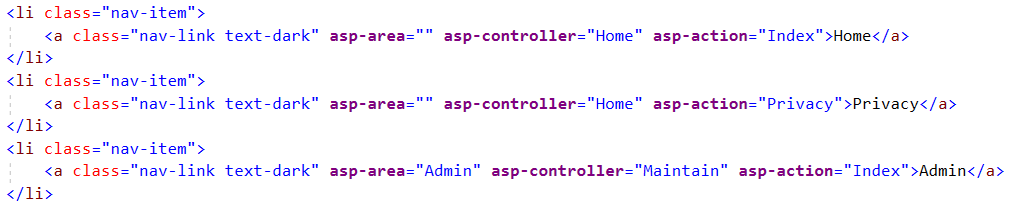 <li class="nav-item">
    <a class="nav-link text-dark" asp-area="" asp-controller="Home" asp-action="Index">Home</a>
</li>
<li class="nav-item">
    <a class="nav-link text-dark" asp-area="" asp-controller="Home" asp-action="Privacy">Privacy</a>
</li>
<li class="nav-item">
    <a class="nav-link text-dark" asp-area="Admin" asp-controller="Maintain" asp-action="Index">Admin</a>
</li>